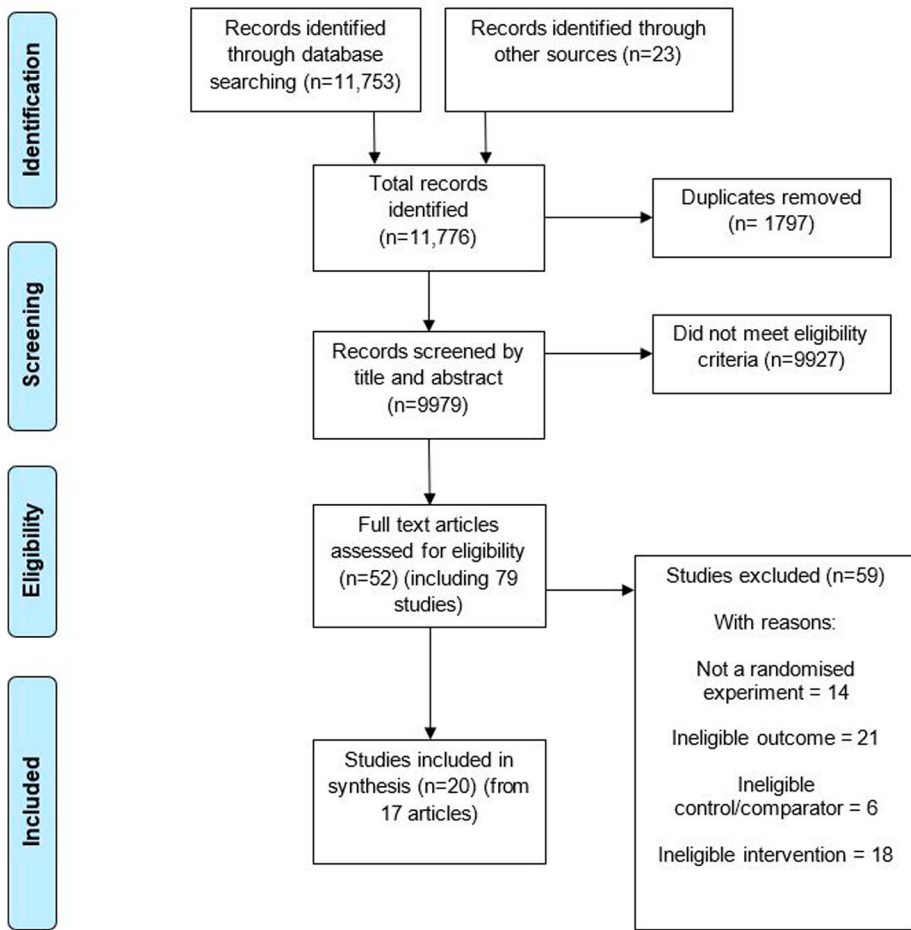 Identification
Records identified
through database
searching (n=11,753)
Records identified through
other sources (n=23)
Total records
identified
(n=11,776)
Duplicates removed
(n= 1797)
Screening
Records screened by
title and abstract
(n=9979)
Did not meet eligibility
criteria (n=9927)
Eligibility
Full text articles
assessed for eligibility
(n=52) (including 79
studies)
Studies excluded (n=59)
With reasons:
Not a randomised
experiment = 14
Ineligible outcome = 21
Ineligible
control/comparator = 6
Ineligible intervention = 18
Included
Studies included in
synthesis (n=20) (from
17 articles)